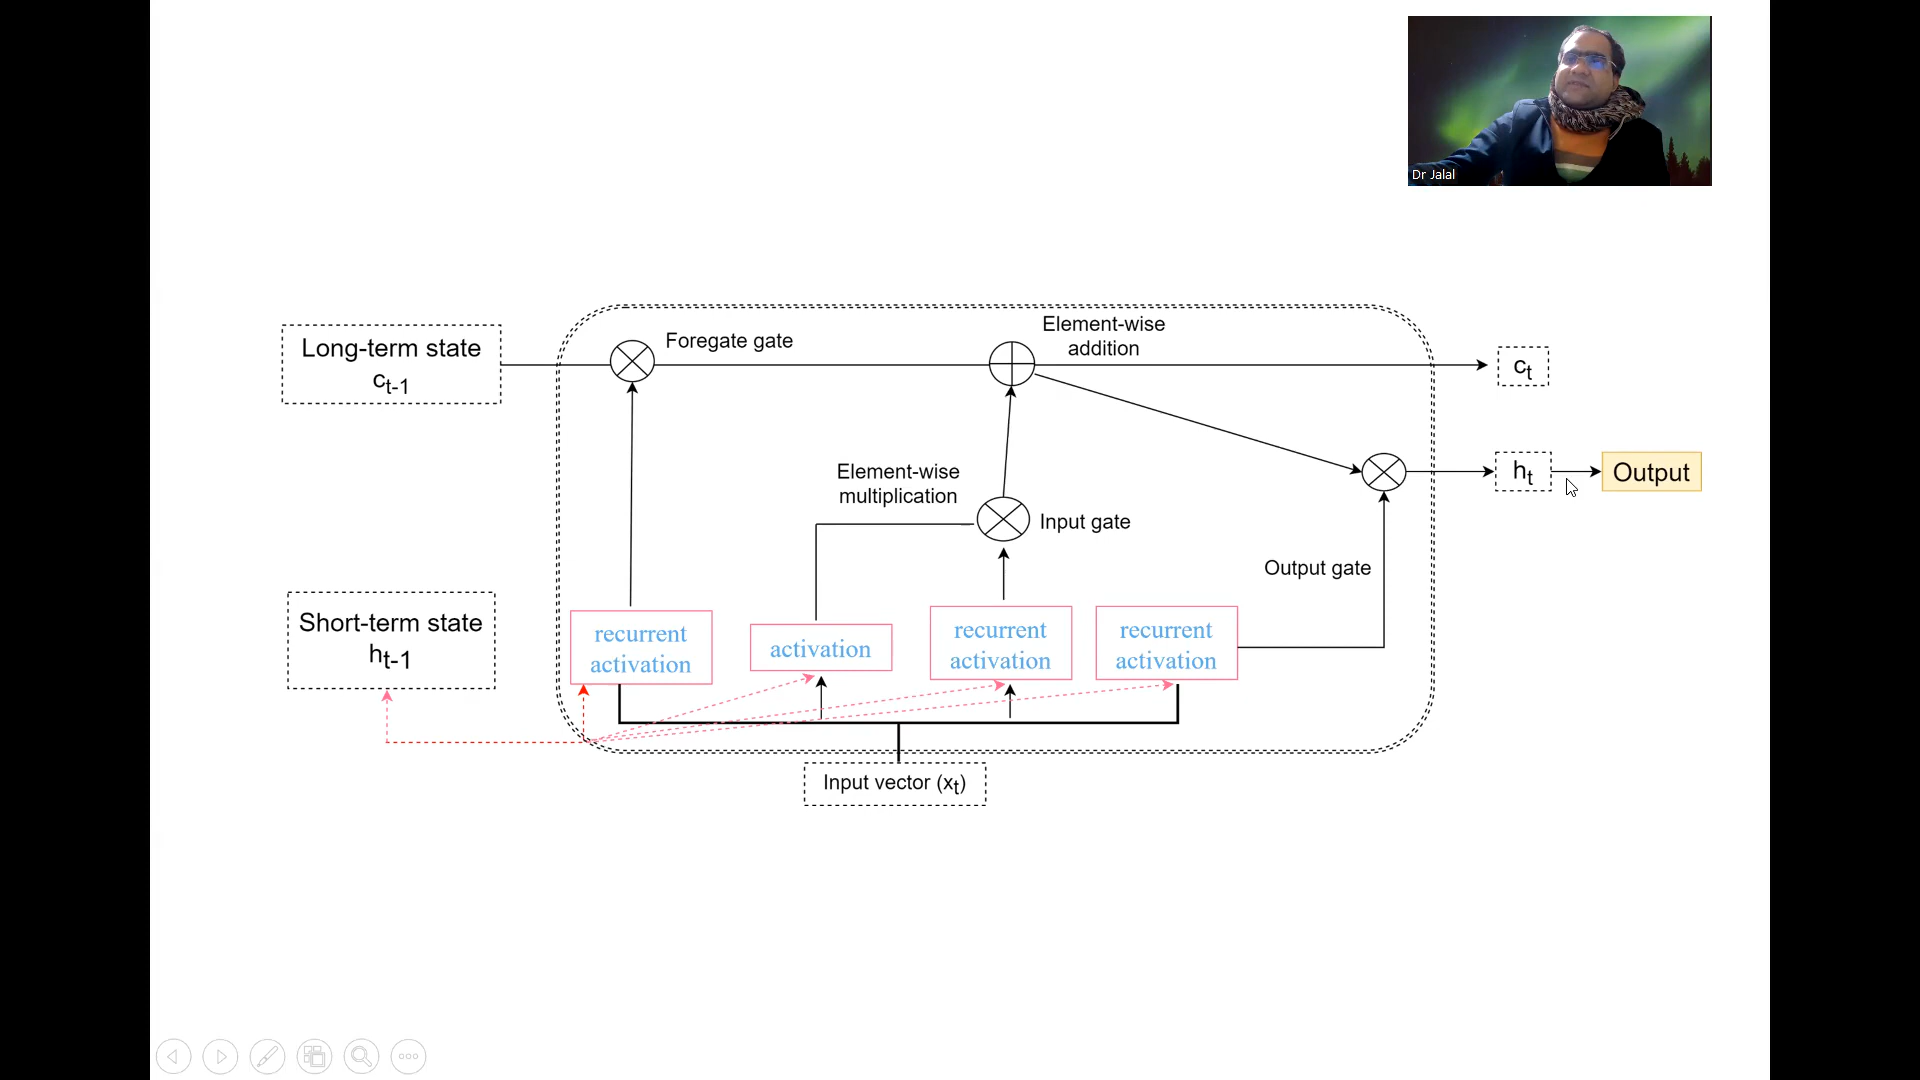 Dr Jalal
Long-term state
ct-1
Foregate gate
Element-wise
addition
ct
Element-wise
multiplication
Input gate
ht
Output
Output gate
Short-term state
ht-1
recurrent
activation
activation
recurrent
activation
recurrent
activation
Input vector (xt)